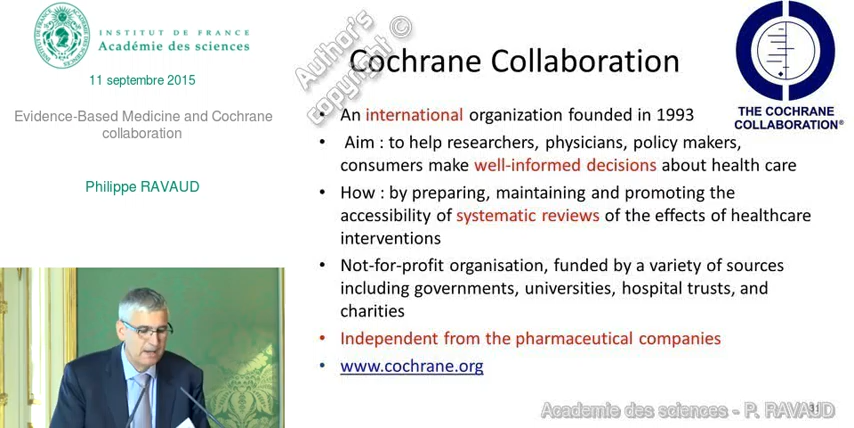 INSTITUT DE FRANCE
Académie des sciences
11 septembre 2015
Evidence-Based Medicine and Cochrane
collaboration
Philippe RAVAUD
Author's
copyright ©
Cochrane Collaboration
THE COCHRANE
COLLABORATION®
• An international organization founded in 1993
• Aim : to help researchers, physicians, policy makers,
consumers make well-informed decisions about health care
• How : by preparing, maintaining and promoting the
accessibility of systematic reviews of the effects of healthcare
interventions
• Not-for-profit organisation, funded by a variety of sources
including governments, universities, hospital trusts, and
charities
• Independent from the pharmaceutical companies
• www.cochrane.org
Academie des sciences - P. RAVAUD